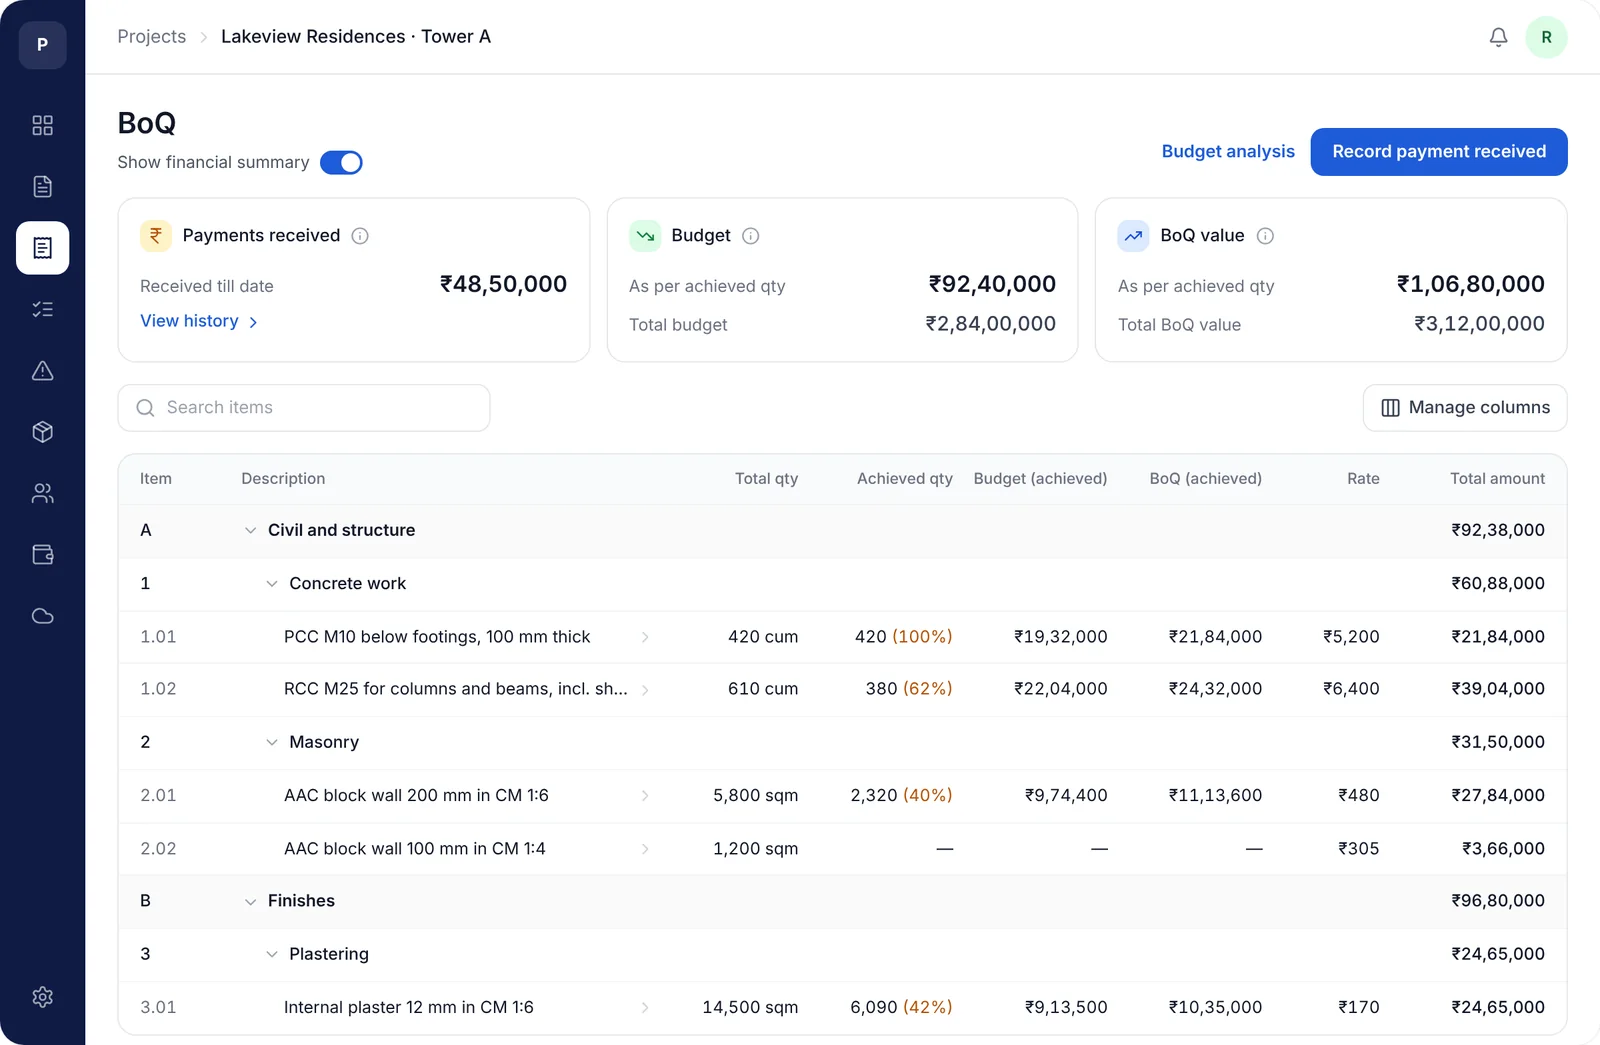 P
Projects > Lakeview Residences · Tower A
R
BoQ
Show financial summary
Budget analysis
Record payment received
Payments received
Received till date ₹48,50,000
View history >
Budget
As per achieved qty ₹92,40,000
Total budget ₹2,84,00,000
BoQ value
As per achieved qty ₹1,06,80,000
Total BoQ value ₹3,12,00,000
Search items
Manage columns
Item Description Total qty Achieved qty Budget (achieved) BoQ (achieved) Rate Total amount
A Civil and structure ₹92,38,000
1 Concrete work ₹60,88,000
1.01 PCC M10 below footings, 100 mm thick 420 cum 420 (100%) ₹19,32,000 ₹21,84,000 ₹5,200 ₹21,84,000
1.02 RCC M25 for columns and beams, incl. sh... 610 cum 380 (62%) ₹22,04,000 ₹24,32,000 ₹6,400 ₹39,04,000
2 Masonry ₹31,50,000
2.01 AAC block wall 200 mm in CM 1:6 5,800 sqm 2,320 (40%) ₹9,74,400 ₹11,13,600 ₹480 ₹27,84,000
2.02 AAC block wall 100 mm in CM 1:4 1,200 sqm — — — ₹305 ₹3,66,000
B Finishes ₹96,80,000
3 Plastering ₹24,65,000
3.01 Internal plaster 12 mm in CM 1:6 14,500 sqm 6,090 (42%) ₹9,13,500 ₹10,35,000 ₹170 ₹24,65,000